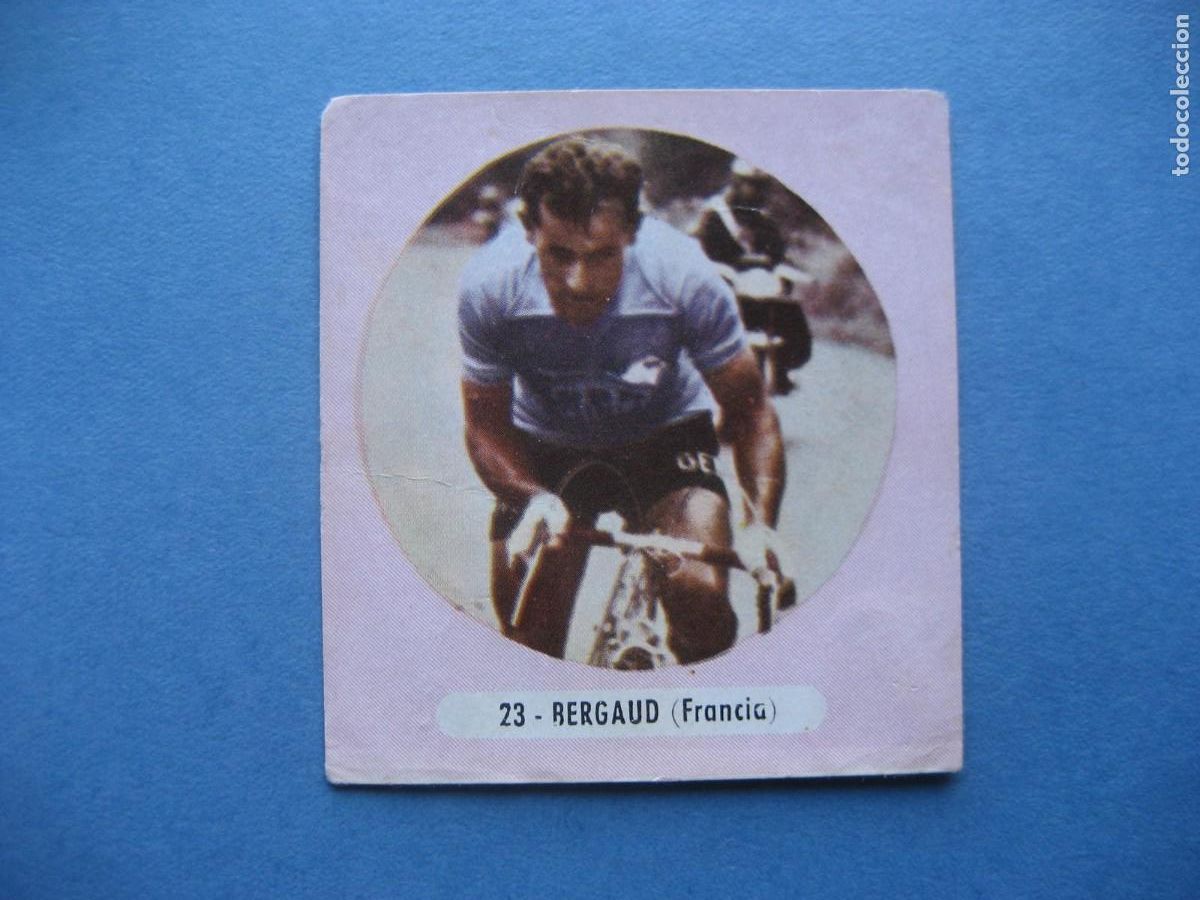 todocoleccion
23 - BERGAUD (Francia)